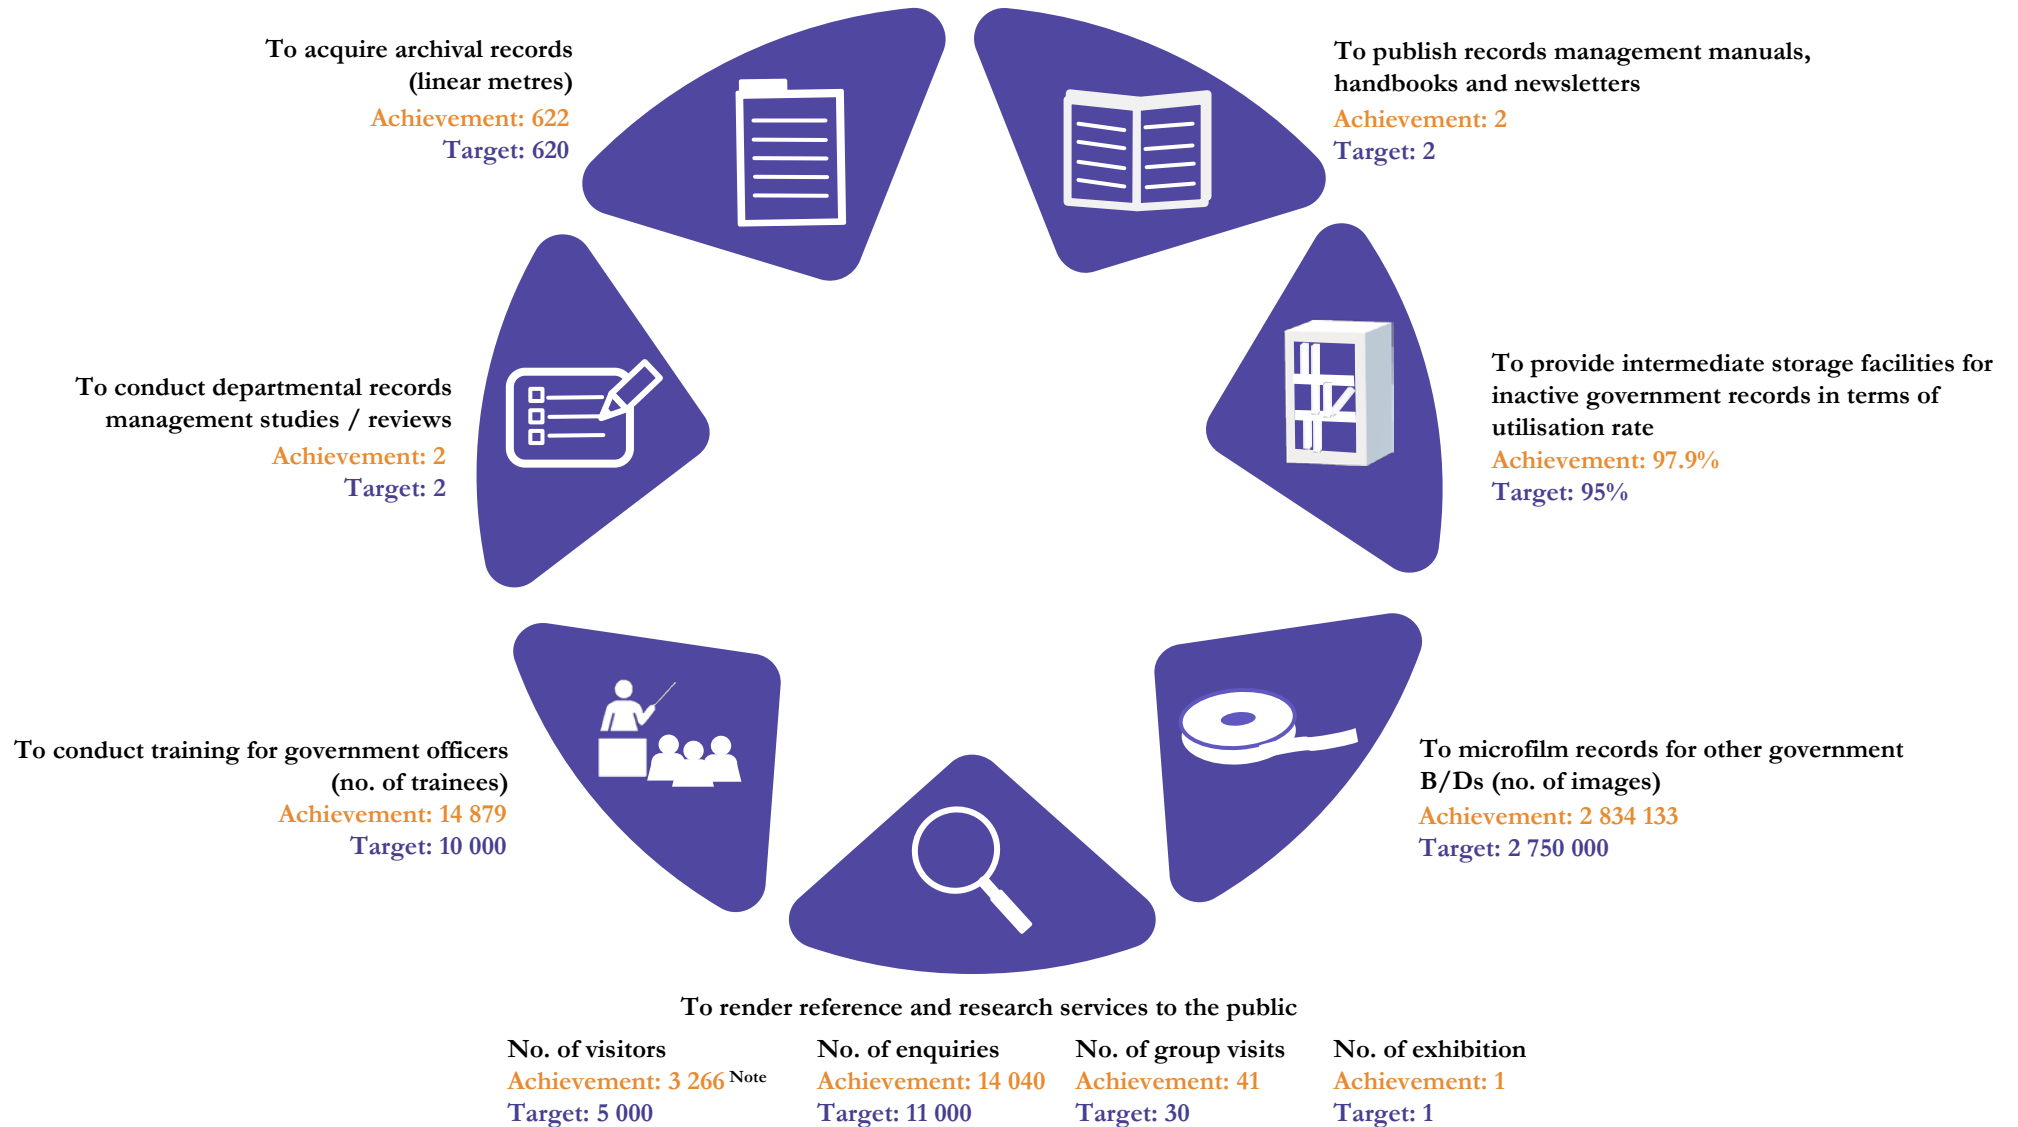 To acquire archival records
(linear metres)
Achievement: 622
Target: 620
To publish records management manuals,
handbooks and newsletters
Achievement: 2
Target: 2
To conduct departmental records
management studies / reviews
Achievement: 2
Target: 2
To provide intermediate storage facilities for
inactive government records in terms of
utilisation rate
Achievement: 97.9%
Target: 95%
To conduct training for government officers
(no. of trainees)
Achievement: 14 879
Target: 10 000
To microfilm records for other government
B/Ds (no. of images)
Achievement: 2 834 133
Target: 2 750 000
To render reference and research services to the public
No. of visitors
Achievement: 3 266 Note
Target: 5 000
No. of enquiries
Achievement: 14 040
Target: 11 000
No. of group visits
Achievement: 41
Target: 30
No. of exhibition
Achievement: 1
Target: 1